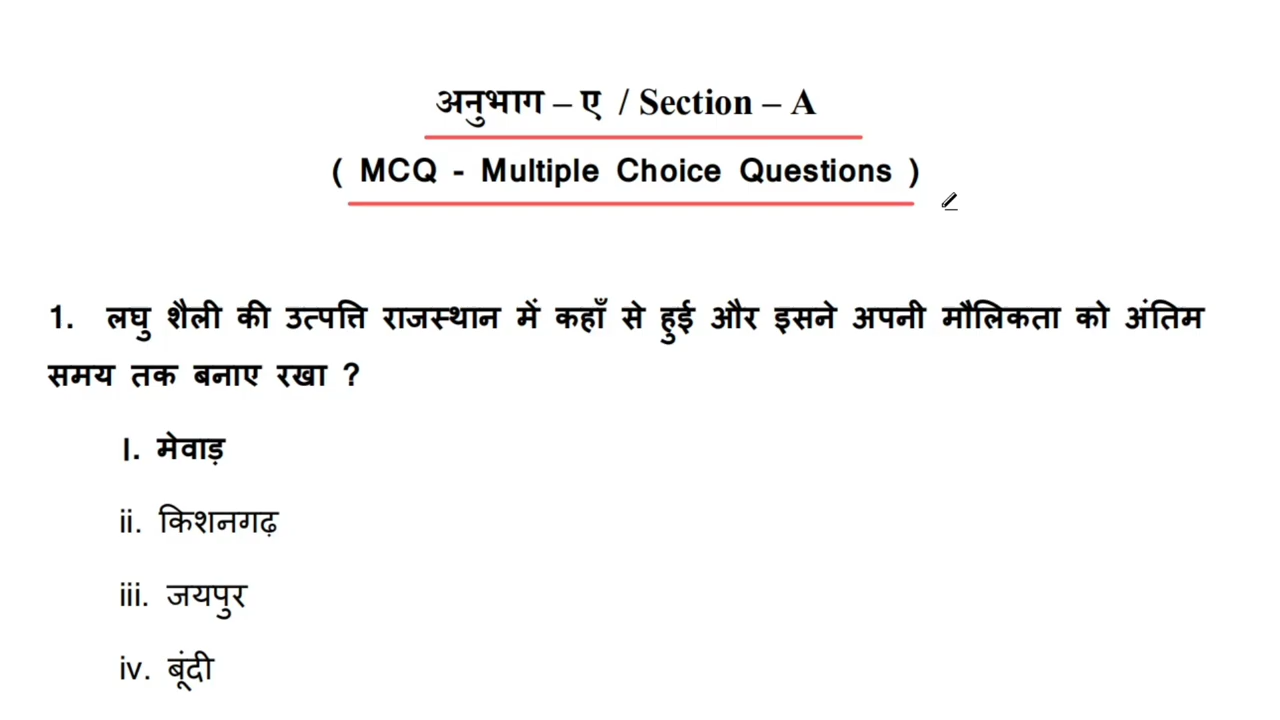 अनुभाग – ए / Section – A
( MCQ - Multiple Choice Questions )
1. लघु शैली की उत्पत्ति राजस्थान में कहाँ से हुई और इसने अपनी मौलिकता को अंतिम
समय तक बनाए रखा ?
I. मेवाड़
ii. किशनगढ़
iii. जयपुर
iv. बूंदी